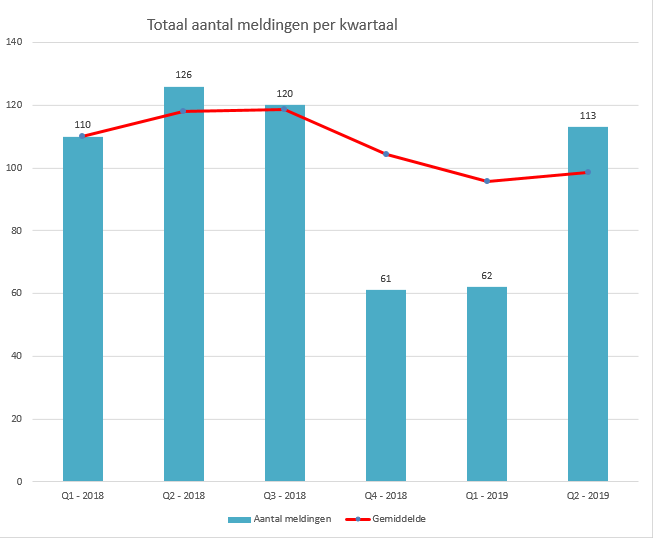 Totaal aantal meldingen per kwartaal
140
120
100
80
60
40
20
0
110
126
120
61
62
113
Q1 - 2018
Q2 - 2018
Q3 - 2018
Q4 - 2018
Q1 - 2019
Q2 - 2019
Aantal meldingen
Gemiddelde